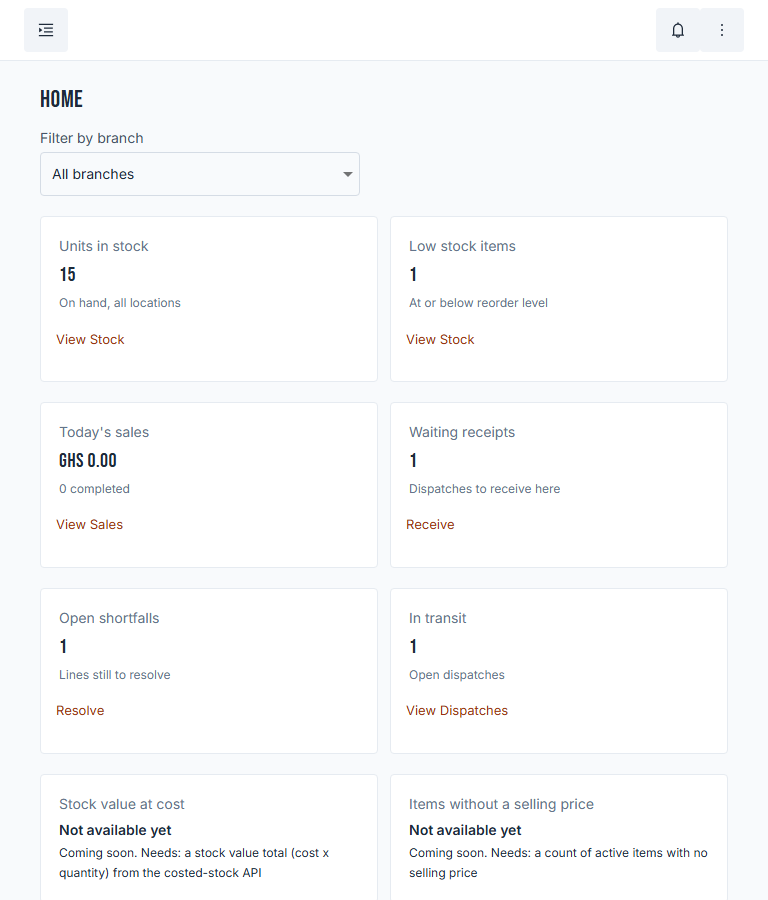 HOME
Filter by branch
All branches
Units in stock
15
On hand, all locations
View Stock
Low stock items
1
At or below reorder level
View Stock
Today's sales
GHS 0.00
0 completed
View Sales
Waiting receipts
1
Dispatches to receive here
Receive
Open shortfalls
1
Lines still to resolve
Resolve
In transit
1
Open dispatches
View Dispatches
Stock value at cost
Not available yet
Coming soon. Needs: a stock value total (cost x
quantity) from the costed-stock API
Items without a selling price
Not available yet
Coming soon. Needs: a count of active items with no
selling price